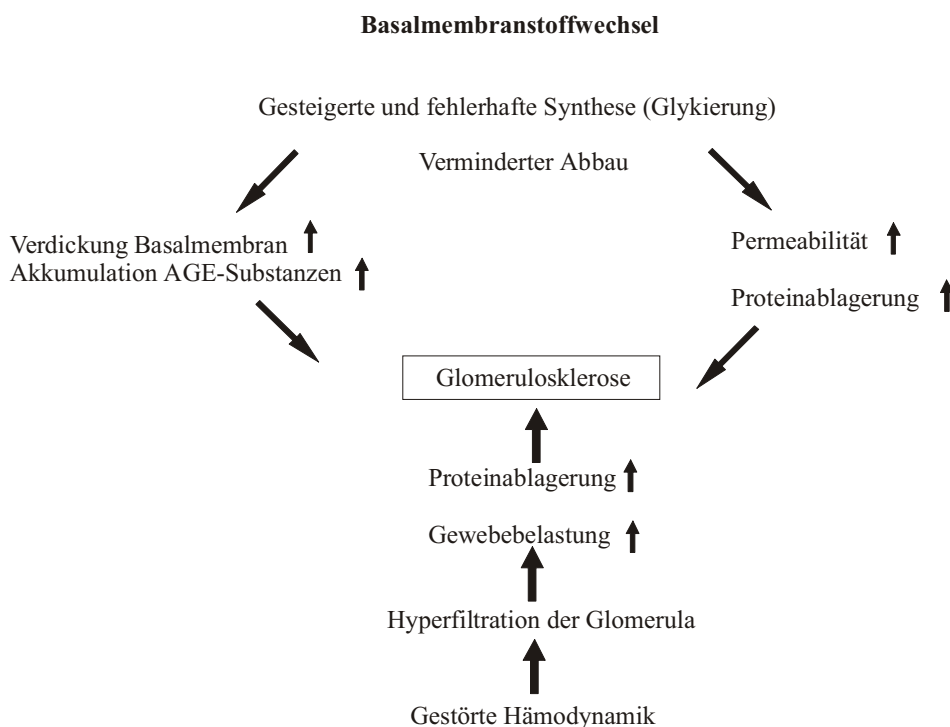 Basalmembranstoffwechsel
Gesteigerte und fehlerhafte Synthese (Glykierung)
Verminderter Abbau
Verdickung Basalmembran
Akkumulation AGE-Substanzen
Permeabilität
Proteinablagerung
Glomerulosklerose
Proteinablagerung
Gewebebelastung
Hyperfiltration der Glomerula
Gestörte Hämodynamik